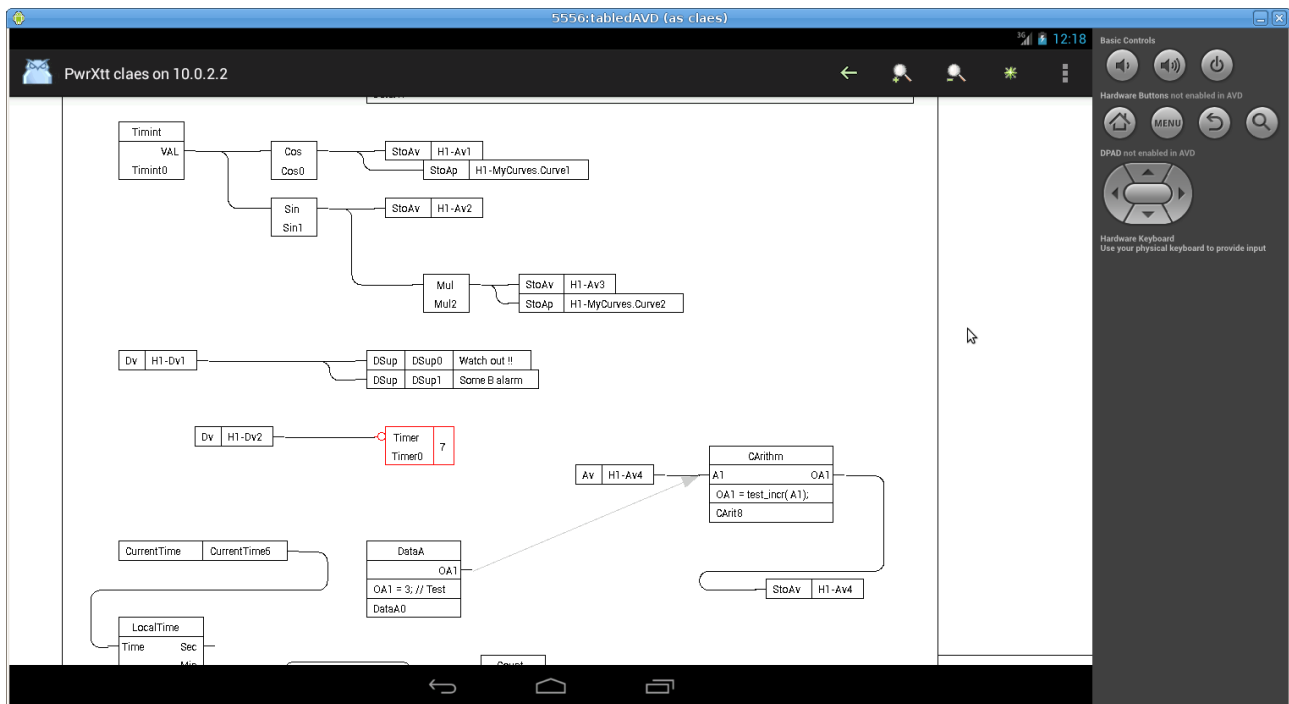 5556:tabledAVD (as claes)
3G 12:18
PwrXtt claes on 10.0.2.2
Basic Controls
Hardware Buttons not enabled in AVD
MENU
DPAD not enabled in AVD
Hardware Keyboard
Use your physical keyboard to provide input
Timint
VAL
Timint0
Cos
Cos0
StoAv H1-Av1
StoAp H1-MyCurves.Curve1
Sin
Sin1
StoAv H1-Av2
Mul
Mul2
StoAv H1-Av3
StoAp H1-MyCurves.Curve2
Dv H1-Dv1
DSup DSup0 Watch out !!
DSup DSup1 Some B alarm
Dv H1-Dv2
Timer
Timer0
7
Av H1-Av4
CArithm
A1 OA1
OA1 = test_incr( A1);
CArit8
CurrentTime CurrentTime5
DataA
OA1
OA1 = 3; // Test
DataA0
StoAv H1-Av4
LocalTime
Time Sec
Min
Count